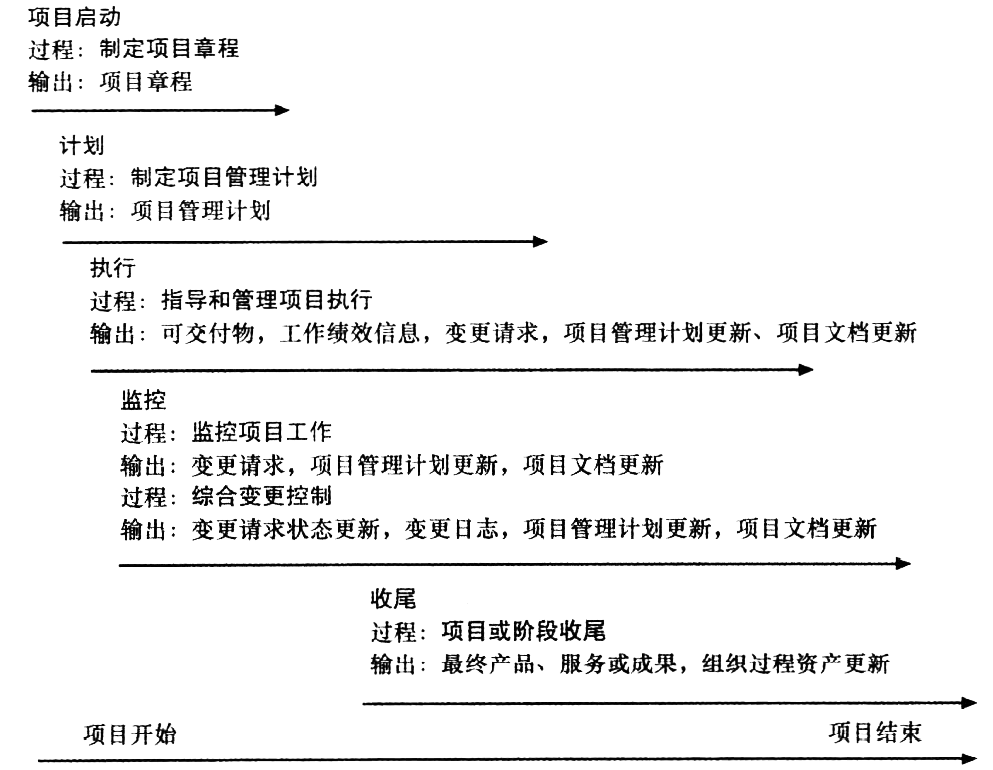 项目启动
过程：制定项目章程
输出：项目章程
计划
过程：制定项目管理计划
输出：项目管理计划
执行
过程：指导和管理项目执行
输出：可交付物，工作绩效信息，变更请求，项目管理计划更新、项目文档更新
监控
过程：监控项目工作
输出：变更请求，项目管理计划更新，项目文档更新
过程：综合变更控制
输出：变更请求状态更新，变更日志，项目管理计划更新，项目文档更新
收尾
过程：项目或阶段收尾
输出：最终产品、服务或成果，组织过程资产更新
项目开始 项目结束